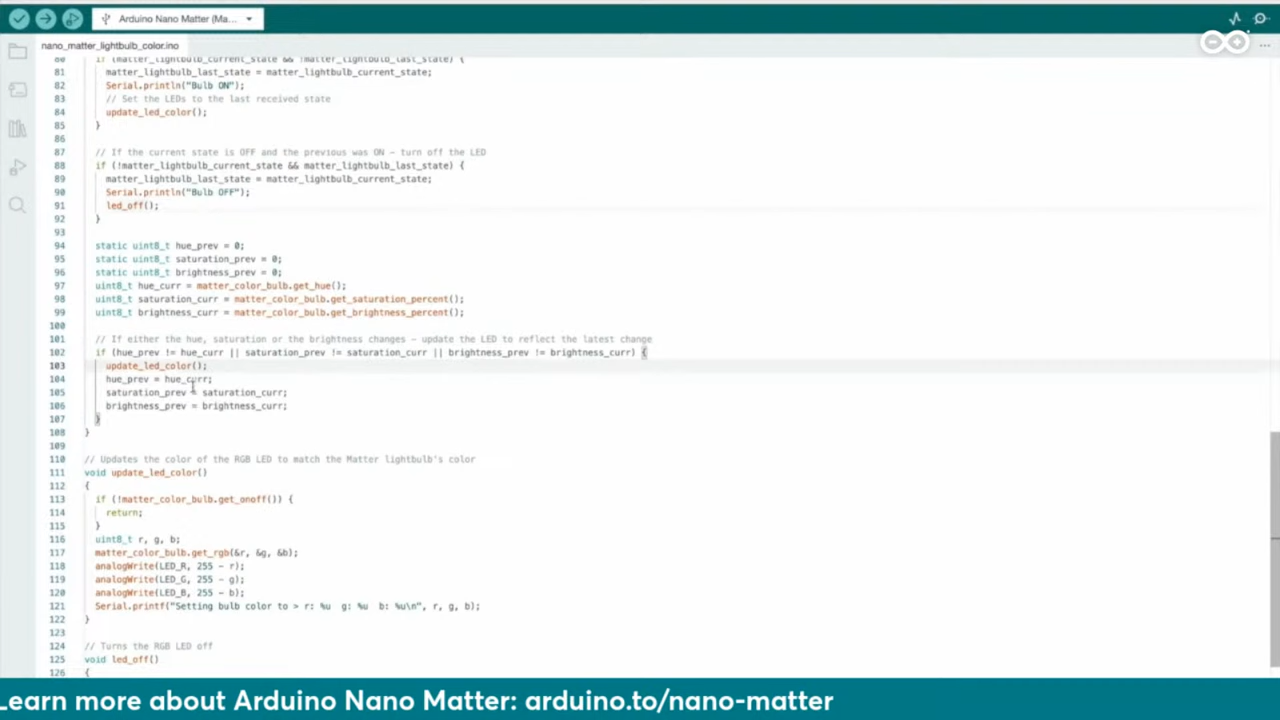 Arduino Nano Matter (Ma...
nano_matter_lightbulb_color.ino
80 if (matter_lightbulb_current_state && !matter_lightbulb_last_state) {
81 matter_lightbulb_last_state = matter_lightbulb_current_state;
82 Serial.println("Bulb ON");
83 // Set the LEDs to the last received state
84 update_led_color();
85 }
86
87 // If the current state is OFF and the previous was ON – turn off the LED
88 if (!matter_lightbulb_current_state && matter_lightbulb_last_state) {
89 matter_lightbulb_last_state = matter_lightbulb_current_state;
90 Serial.println("Bulb OFF");
91 led_off();
92 }
93
94 static uint8_t hue_prev = 0;
95 static uint8_t saturation_prev = 0;
96 static uint8_t brightness_prev = 0;
97 uint8_t hue_curr = matter_color_bulb.get_hue();
98 uint8_t saturation_curr = matter_color_bulb.get_saturation_percent();
99 uint8_t brightness_curr = matter_color_bulb.get_brightness_percent();
100
101 // If either the hue, saturation or the brightness changes – update the LED to reflect the latest change
102 if (hue_prev != hue_curr || saturation_prev != saturation_curr || brightness_prev != brightness_curr) {
103 update_led_color();
104 hue_prev = hue_curr;
105 saturation_prev = saturation_curr;
106 brightness_prev = brightness_curr;
107 }
108 }
109
110 // Updates the color of the RGB LED to match the Matter lightbulb's color
111 void update_led_color()
112 {
113 if (!matter_color_bulb.get_onoff()) {
114 return;
115 }
116 uint8_t r, g, b;
117 matter_color_bulb.get_rgb(&r, &g, &b);
118 analogWrite(LED_R, 255 - r);
119 analogWrite(LED_G, 255 - g);
120 analogWrite(LED_B, 255 - b);
121 Serial.printf("Setting bulb color to > r: %u  g: %u  b: %u\n", r, g, b);
122 }
123
124 // Turns the RGB LED off
125 void led_off()
126 {
Learn more about Arduino Nano Matter: arduino.to/nano-matter